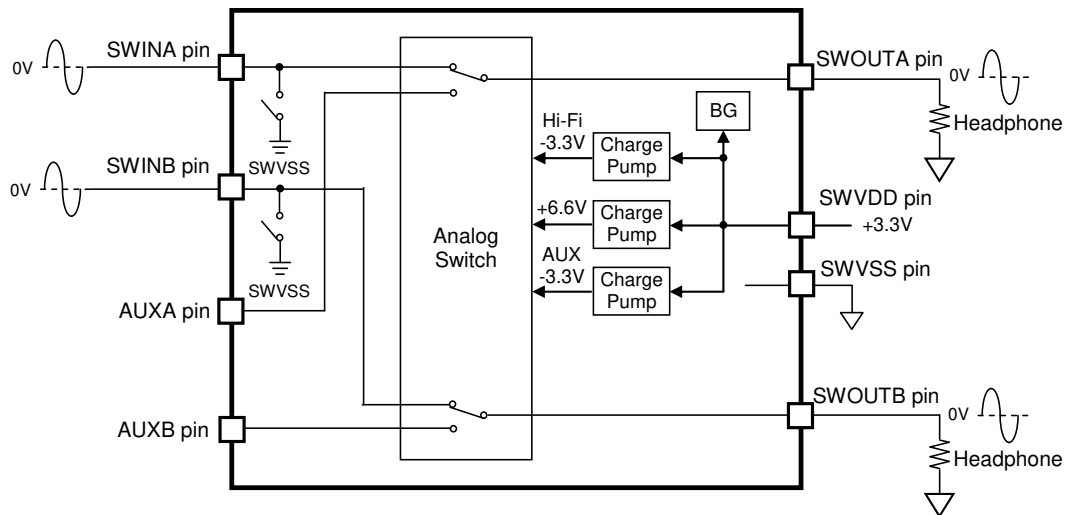 SWINA pin
0V
SWVSS
SWINB pin
0V
SWVSS
AUXA pin
AUXB pin
Analog
Switch
BG
Hi-Fi
-3.3V
Charge
Pump
+6.6V
Charge
Pump
AUX
-3.3V
Charge
Pump
SWOUTA pin
0V
Headphone
SWVDD pin
+3.3V
SWVSS pin
SWOUTB pin
0V
Headphone